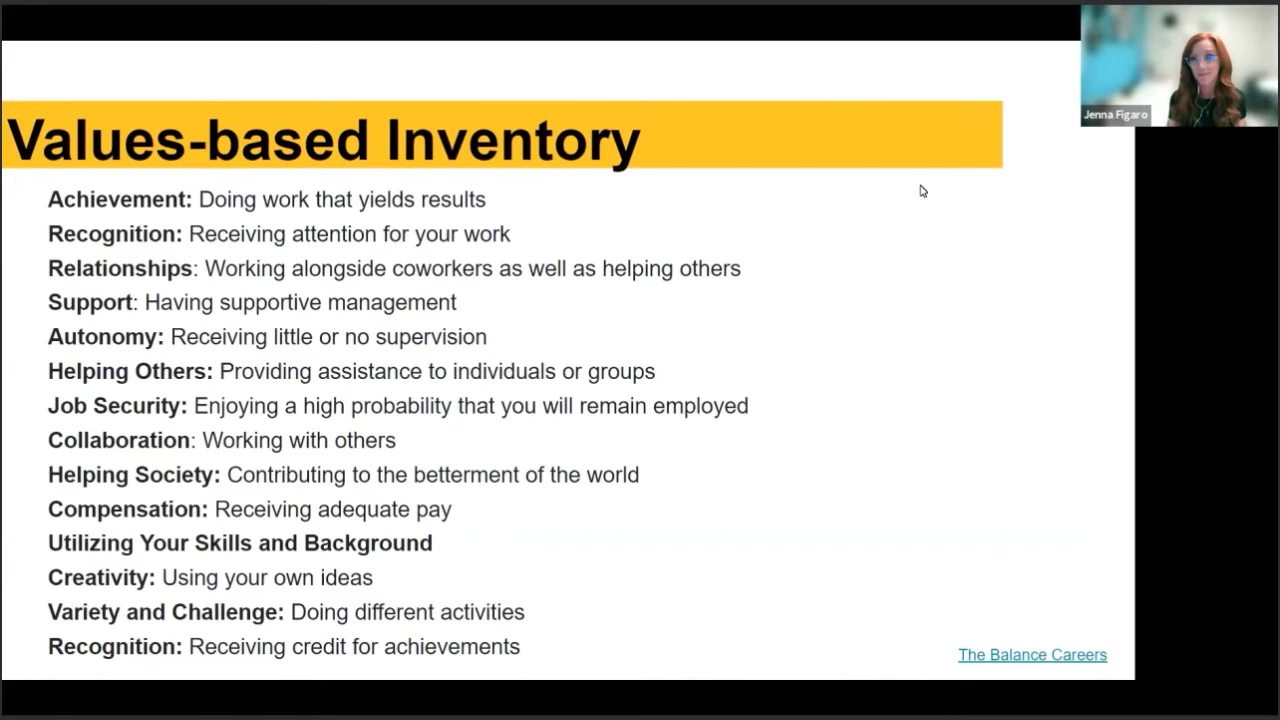 Jenna Figaro
Values-based Inventory
Achievement: Doing work that yields results
Recognition: Receiving attention for your work
Relationships: Working alongside coworkers as well as helping others
Support: Having supportive management
Autonomy: Receiving little or no supervision
Helping Others: Providing assistance to individuals or groups
Job Security: Enjoying a high probability that you will remain employed
Collaboration: Working with others
Helping Society: Contributing to the betterment of the world
Compensation: Receiving adequate pay
Utilizing Your Skills and Background
Creativity: Using your own ideas
Variety and Challenge: Doing different activities
Recognition: Receiving credit for achievements
The Balance Careers